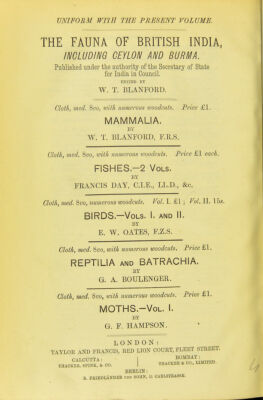 UNIFORM WITH THE PRESENT VOLUME.
THE FAUNA OF BRITISH INDIA,
INCLUDING CEYLON AND BURMA.
Published under the authority of the Secretary of State
for India in Council.
EDITED BY
W. T. BLANFORD.
Cloth, med. 8vo, with numerous woodcuts. Price £1.
MAMMALIA.
BY
W. T. BLANFORD, F.R.S.
Cloth, med. 8vo, with numerous woodcuts. Price £1 each.
FISHES.—2 VOLS.
BY
FRANCIS DAY, C.I.E., LL.D., &c.
Cloth, med. 8vo, with numerous woodcuts. Vol. I. £1; Vol. II. 15s.
BIRDS.—VOLS. I. AND II.
BY
E. W. OATES, F.Z.S.
Cloth, med. 8vo, with numerous woodcuts. Price £1.
REPTILIA AND BATRACHIA.
BY
G. A. BOULENGER.
Cloth, med. 8vo, with numerous woodcuts. Price £1.
MOTHS.—VOL. I.
BY
G. F. HAMPSON.
LONDON:
TAYLOR AND FRANCIS, RED LION COURT, FLEET STREET.
CALCUTTA: BOMBAY:
THACKER, SPINK, & CO. THACKER & CO., LIMITED.
BERLIN:
R. FRIEDLÄNDER UND SOHN, 11 CARLSTRASSE.